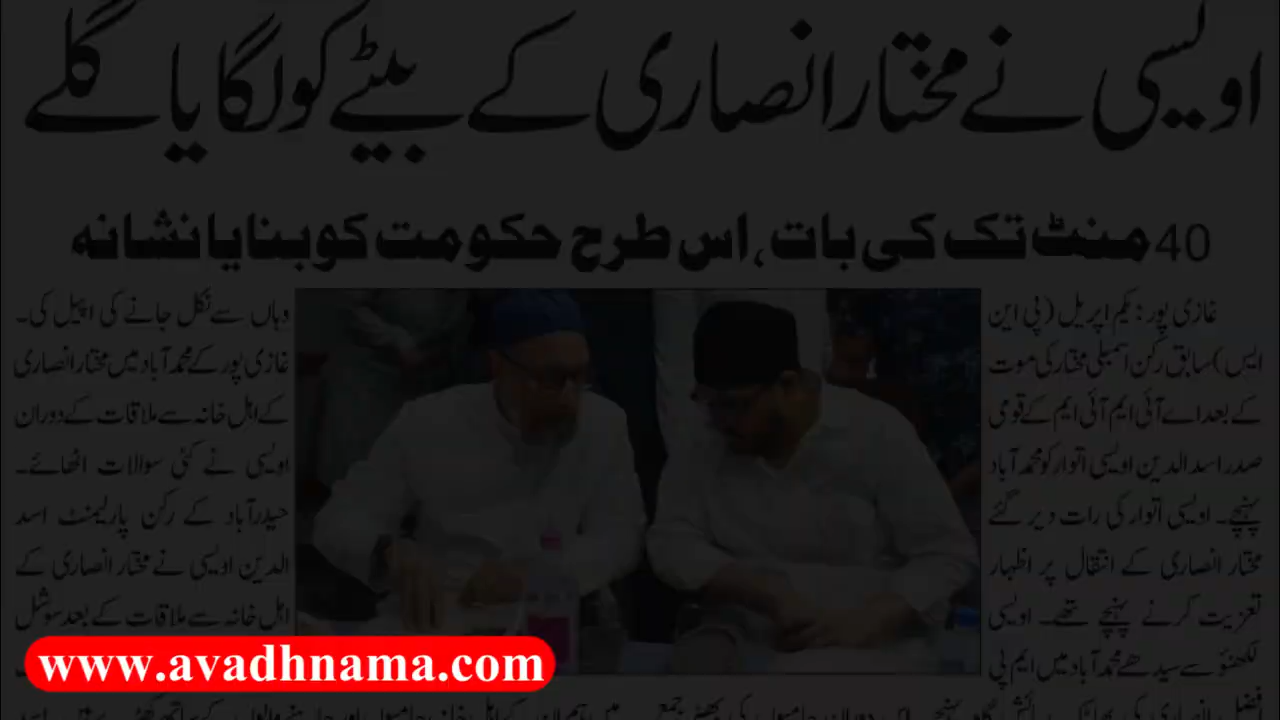 اویسی نے مختار انصاری کے بیٹے کو لگایا گلے
40 منٹ تک کی بات، اس طرح حکومت کو بنایا نشانہ
غازی پور: یکم اپریل (پی این
ایس) سابق رکن اسمبلی مختار کی موت
کے بعد اے آئی ایم آئی ایم کے قومی
صدر اسد الدین اویسی اتوار کو محمد آباد
پہنچے۔ اویسی اتوار کی رات دیر گئے
مختار انصاری کے انتقال پر اظہار
تعزیت کرنے پہنچے تھے۔ اویسی
لکھنؤ سے سیدھے محمد آباد میں ایم پی
وہاں سے نکل جانے کی اپیل کی۔
غازی پور کے محمد آباد میں مختار انصاری
کے اہل خانہ سے ملاقات کے دوران
اویسی نے کئی سوالات اٹھائے۔
حیدرآباد کے رکن پارلیمنٹ اسد
الدین اویسی نے مختار انصاری کے
اہل خانہ سے ملاقات کے بعد سوشل
www.avadhnama.com